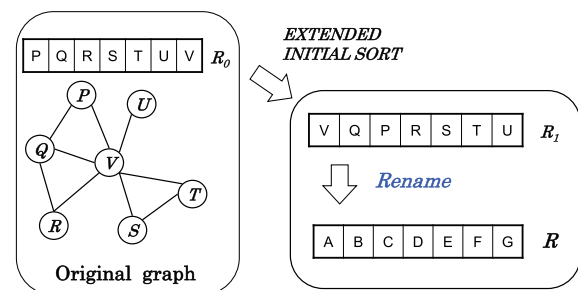 P Q R S T U V R0
EXTENDED
INITIAL SORT
P
U
Q
V
T
R
S
Original graph
V Q P R S T U R1
Rename
A B C D E F G R